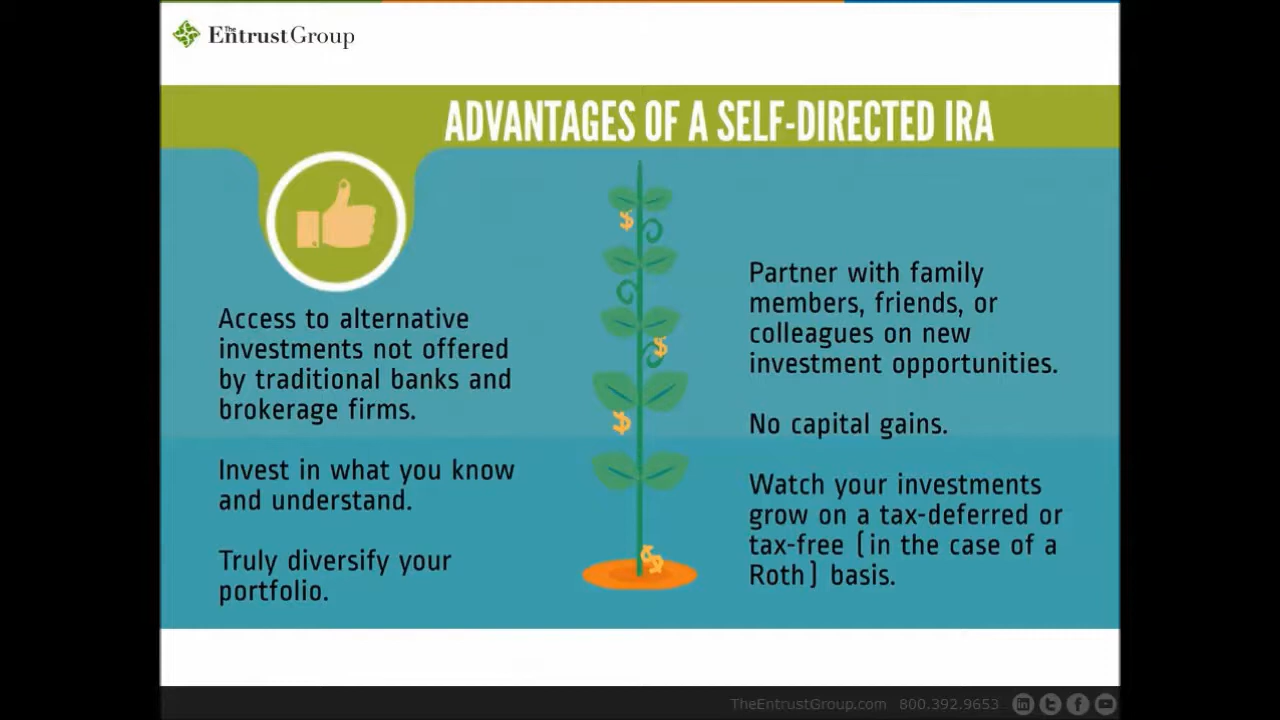 The
EntrustGroup
ADVANTAGES OF A SELF-DIRECTED IRA
Access to alternative
investments not offered
by traditional banks and
brokerage firms.
Invest in what you know
and understand.
Truly diversify your
portfolio.
Partner with family
members, friends, or
colleagues on new
investment opportunities.
No capital gains.
Watch your investments
grow on a tax-deferred or
tax-free (in the case of a
Roth) basis.
TheEntrustGroup.com 800.392.9653